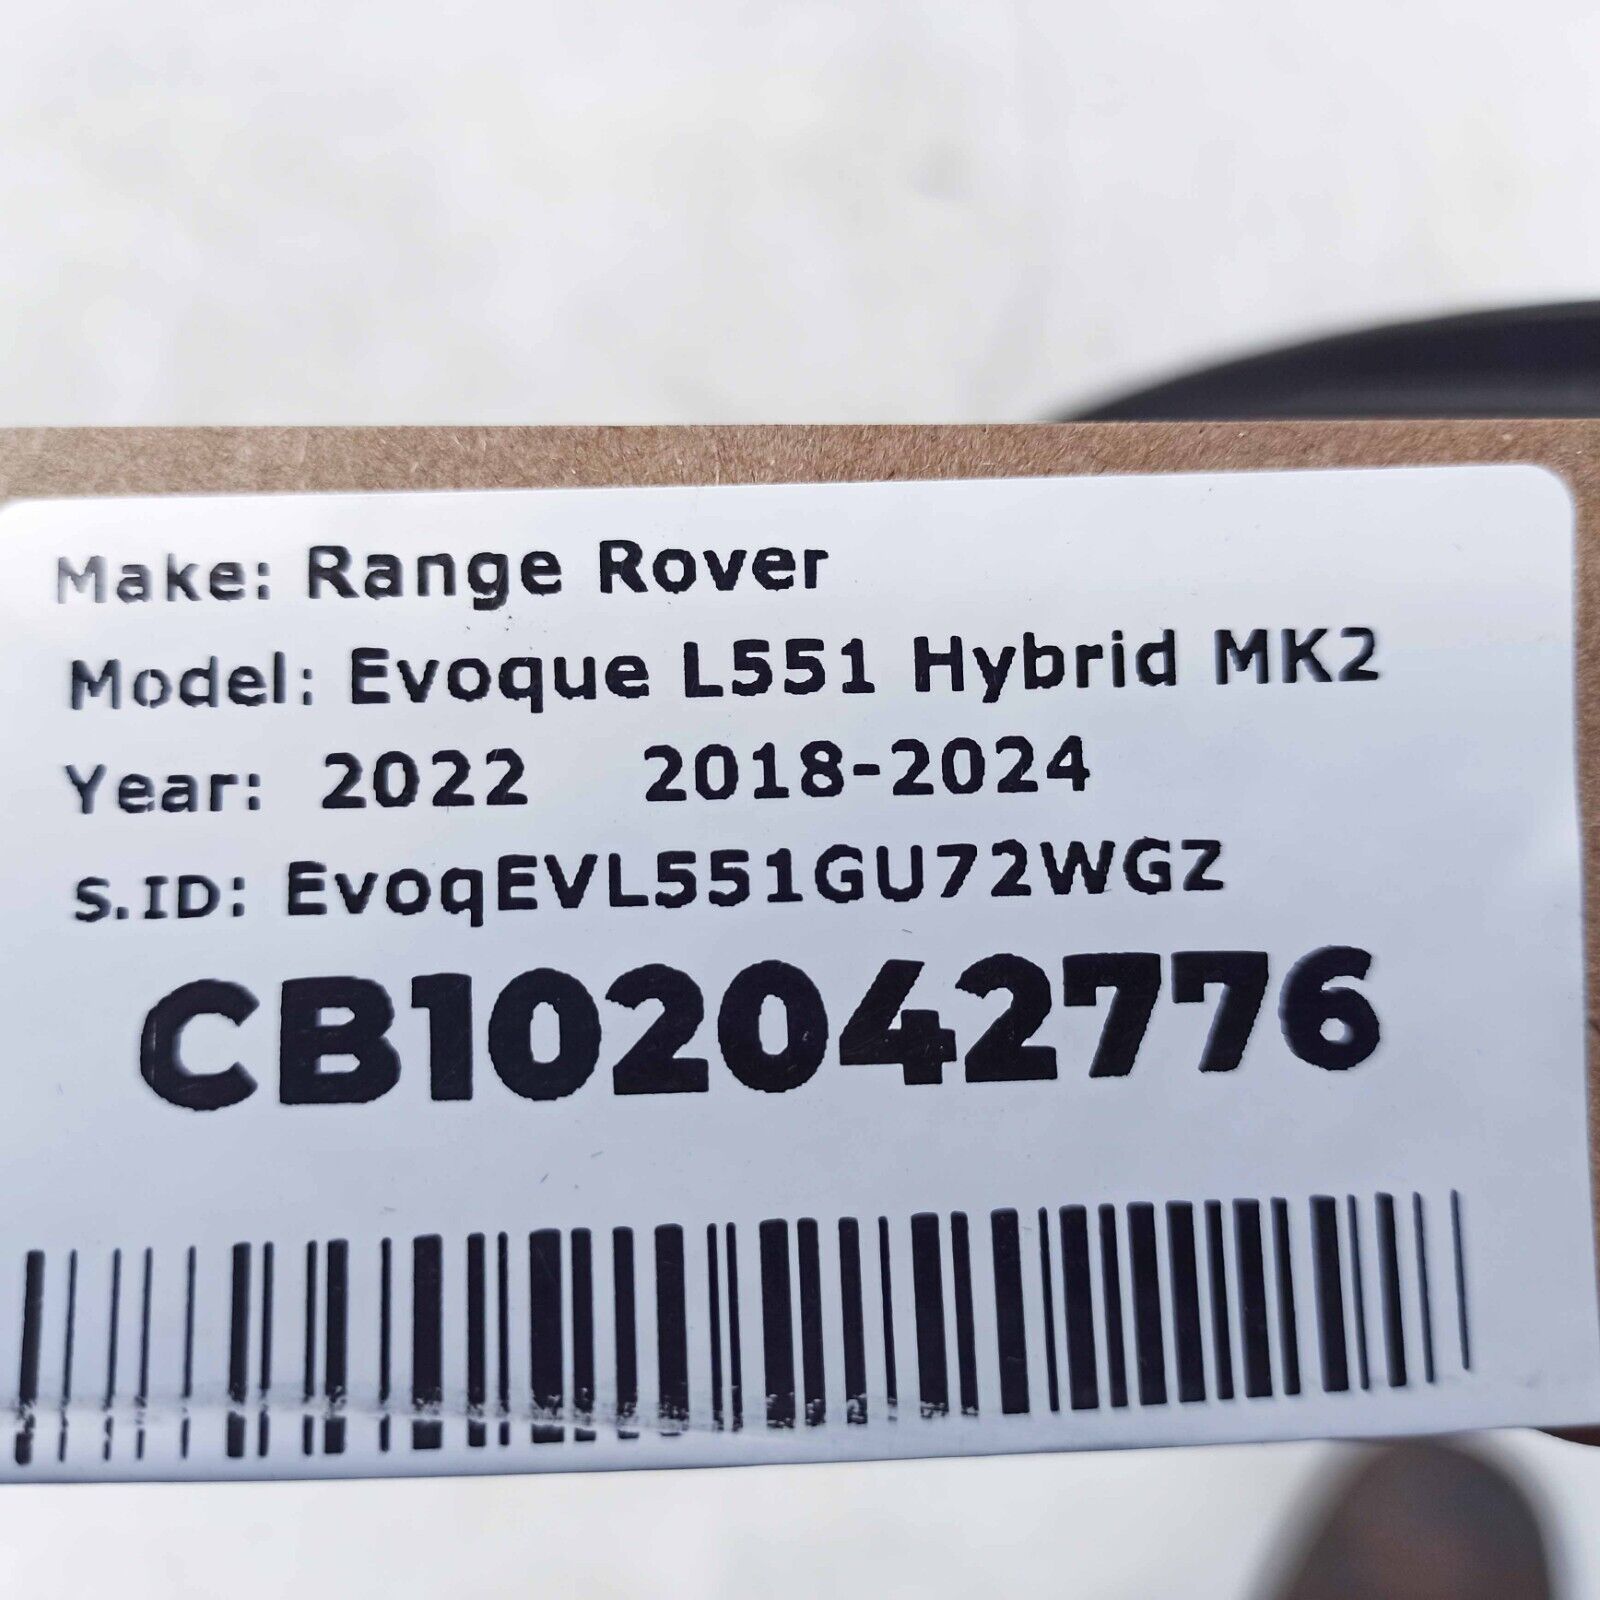 Make: Range Rover
Model: Evoque L551 Hybrid MK2
Year: 2022 2018-2024
S.ID: EvoqEVL551GU72WGZ
CB102042776